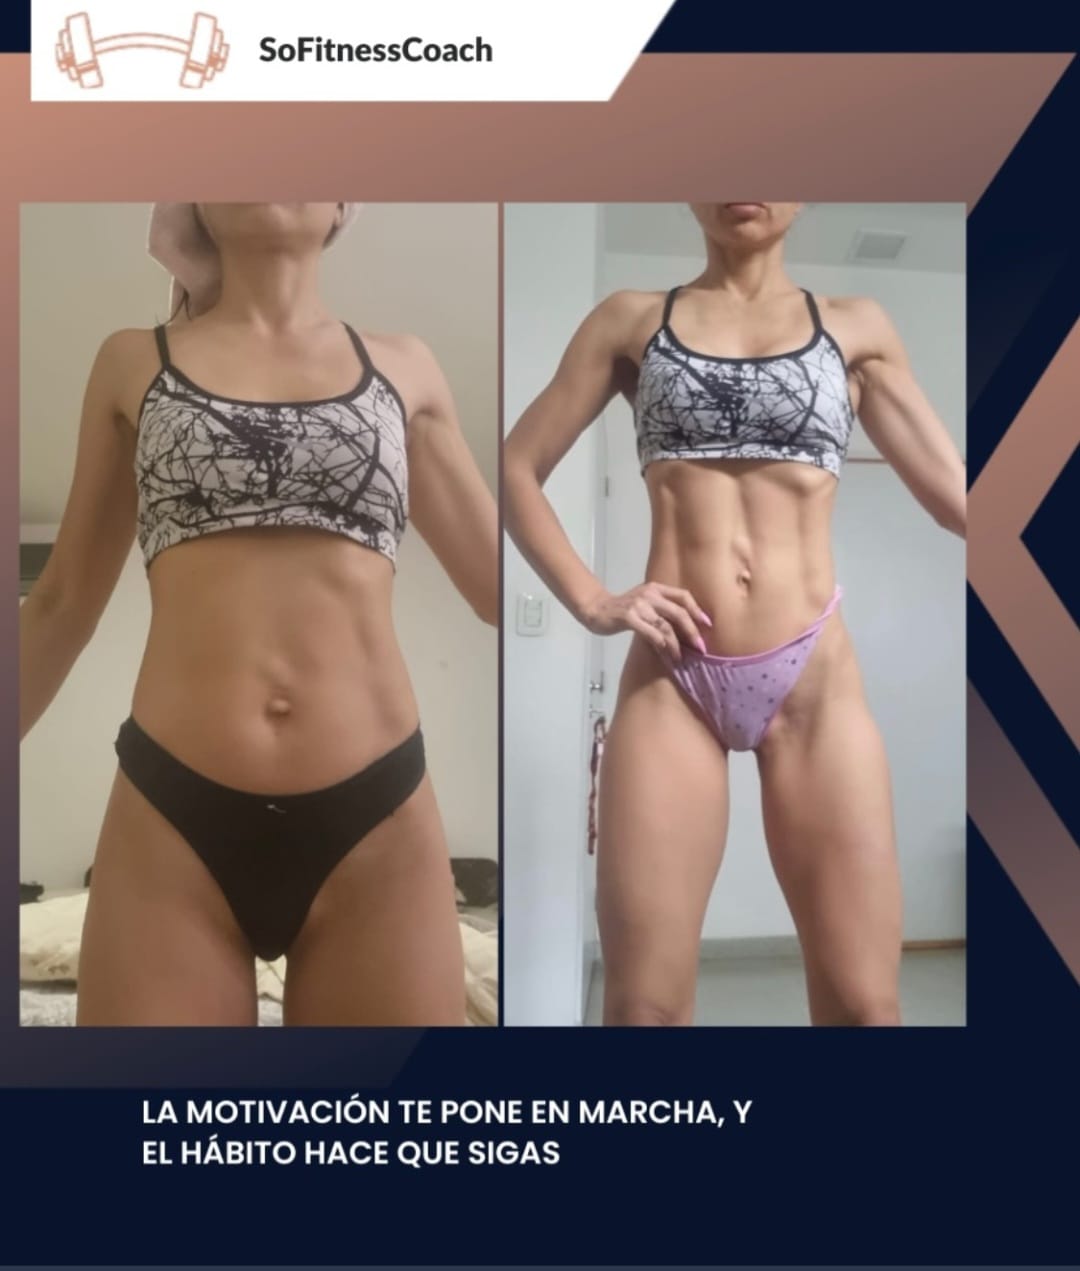 SoFitnessCoach
LA MOTIVACIÓN TE PONE EN MARCHA, Y
EL HÁBITO HACE QUE SIGAS